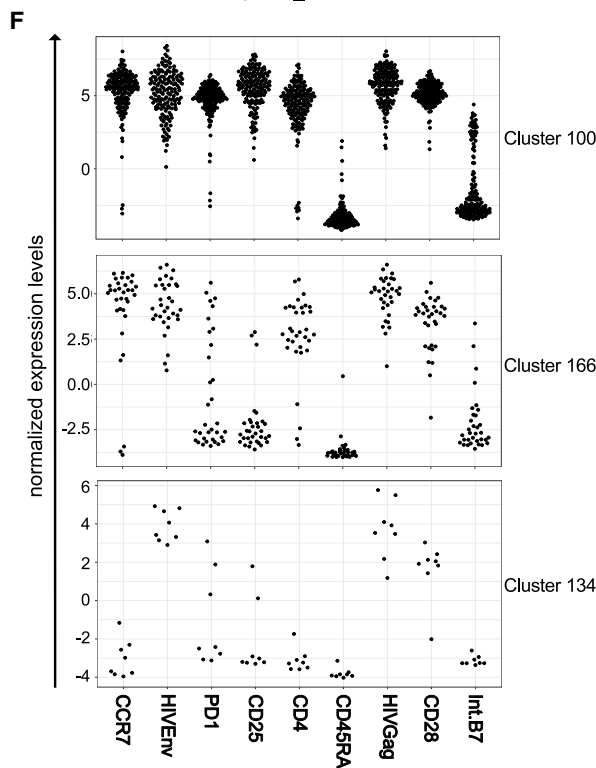 F
normalized expression levels
5
0
Cluster 100
5.0
2.5
0.0
-2.5
Cluster 166
6
4
2
0
-2
-4
Cluster 134
CCR7
HIVEnv
PD1
CD25
CD4
CD45RA
HIVGag
CD28
Int.B7